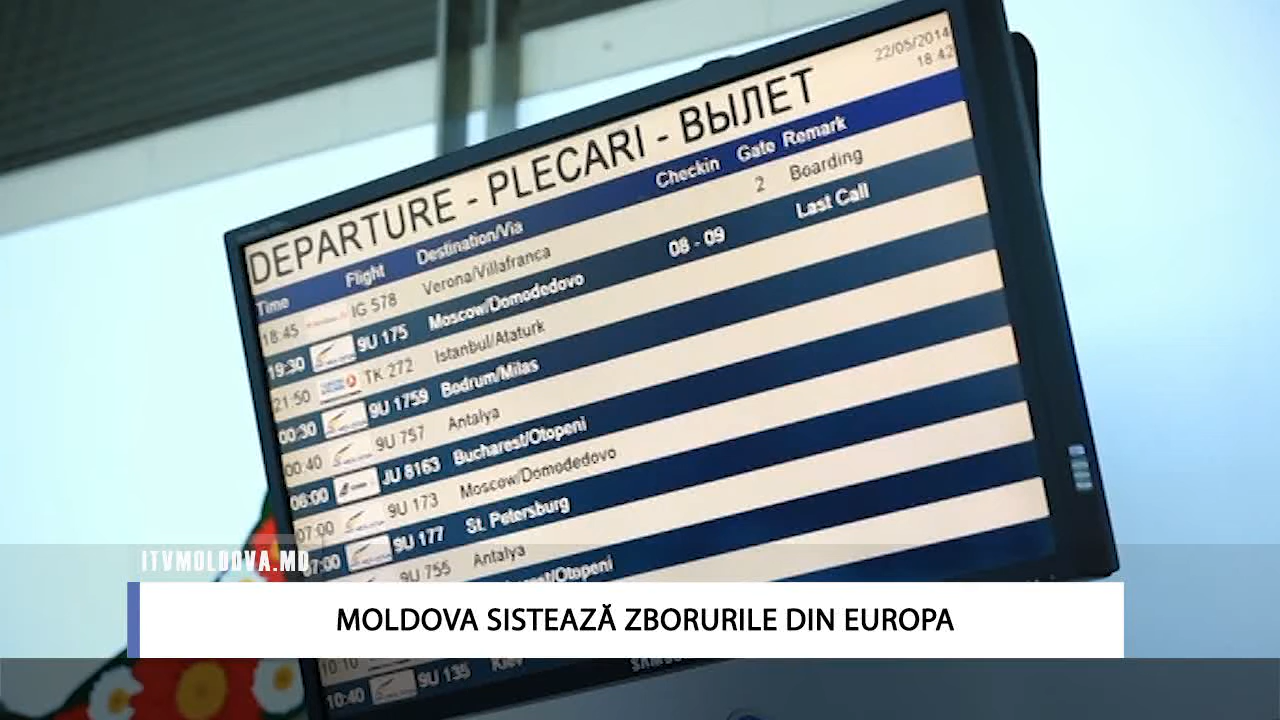 22/05/2014
18:42
DEPARTURE - PLECARI - ВЫЛЕТ
Time Flight Destination/Via Checkin Gate Remark
18:45 IG 578 Verona/Villafranca 2 Boarding
19:30 9U 175 Moscow/Domodedovo 08 - 09 Last Call
21:50 TK 272 Istanbul/Ataturk
00:30 9U 1759 Bodrum/Milas
00:40 9U 757 Antalya
06:00 JU 8163 Bucharest/Otopeni
07:00 9U 173 Moscow/Domodedovo
07:00 9U 177 St. Petersburg
9U 755 Antalya
Bucharest/Otopeni
ITVMOLDOVA.MD
MOLDOVA SISTEAZĂ ZBORURILE DIN EUROPA
10:10
10:40 9U 135 Kiev
SAMSUNG